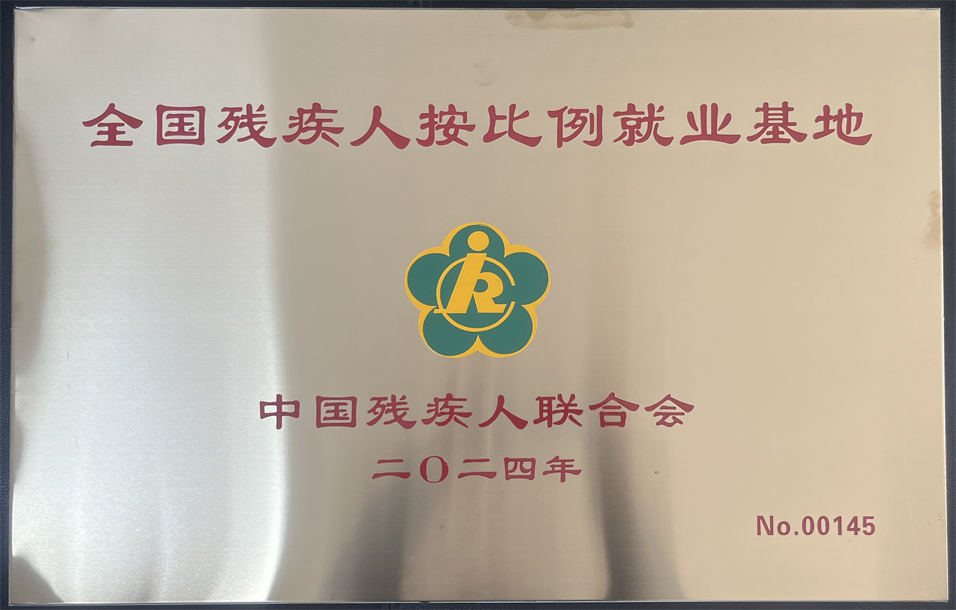 全国残疾人按比例就业基地
中国残疾人联合会
二〇二四年
No.00145